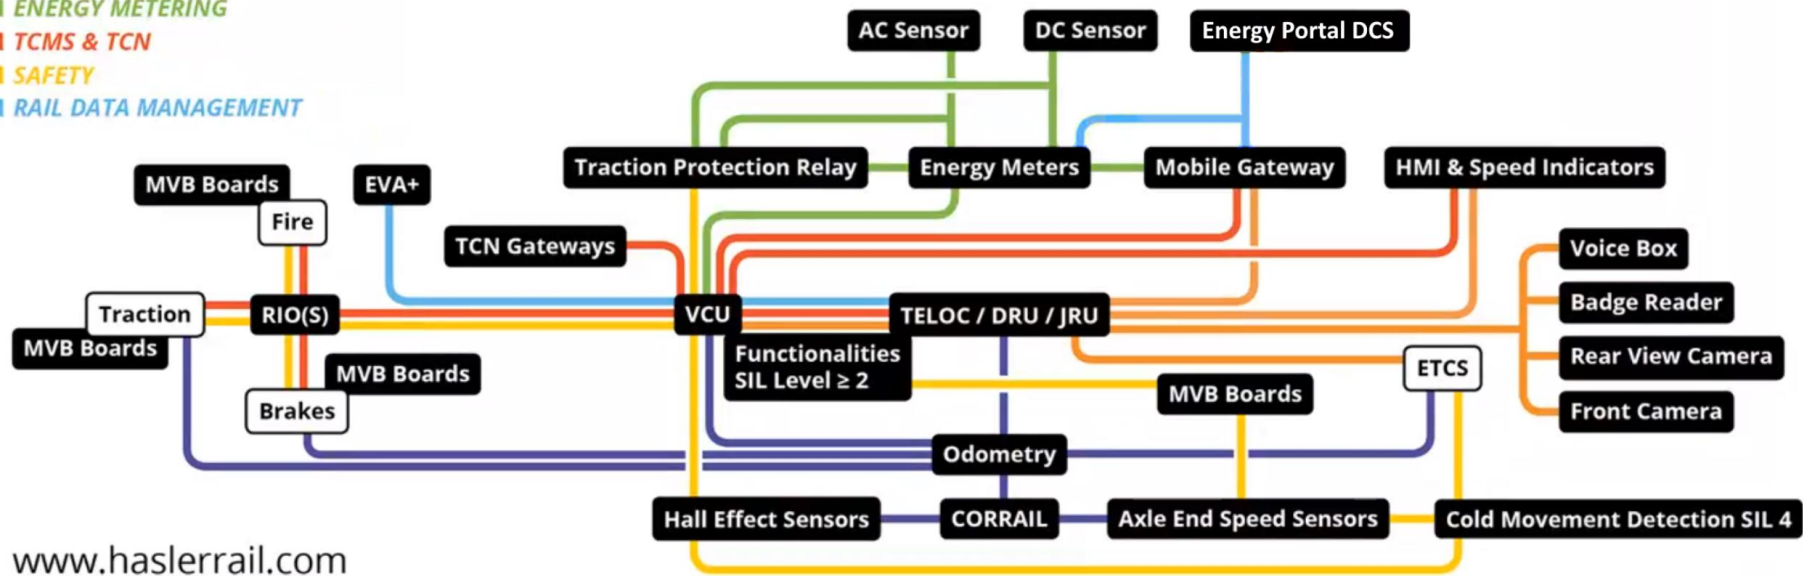 ENERGY METERING
TCMS & TCN
SAFETY
RAIL DATA MANAGEMENT
AC Sensor
DC Sensor
Energy Portal DCS
Traction Protection Relay
Energy Meters
Mobile Gateway
HMI & Speed Indicators
MVB Boards
EVA+
Fire
TCN Gateways
Voice Box
Traction
RIO(S)
VCU
TELOC / DRU / JRU
Badge Reader
MVB Boards
Functionalities
SIL Level ≥ 2
Rear View Camera
MVB Boards
ETCS
MVB Boards
Brakes
Front Camera
Odometry
Hall Effect Sensors
CORRAIL
Axle End Speed Sensors
Cold Movement Detection SIL 4
www.haslerrail.com